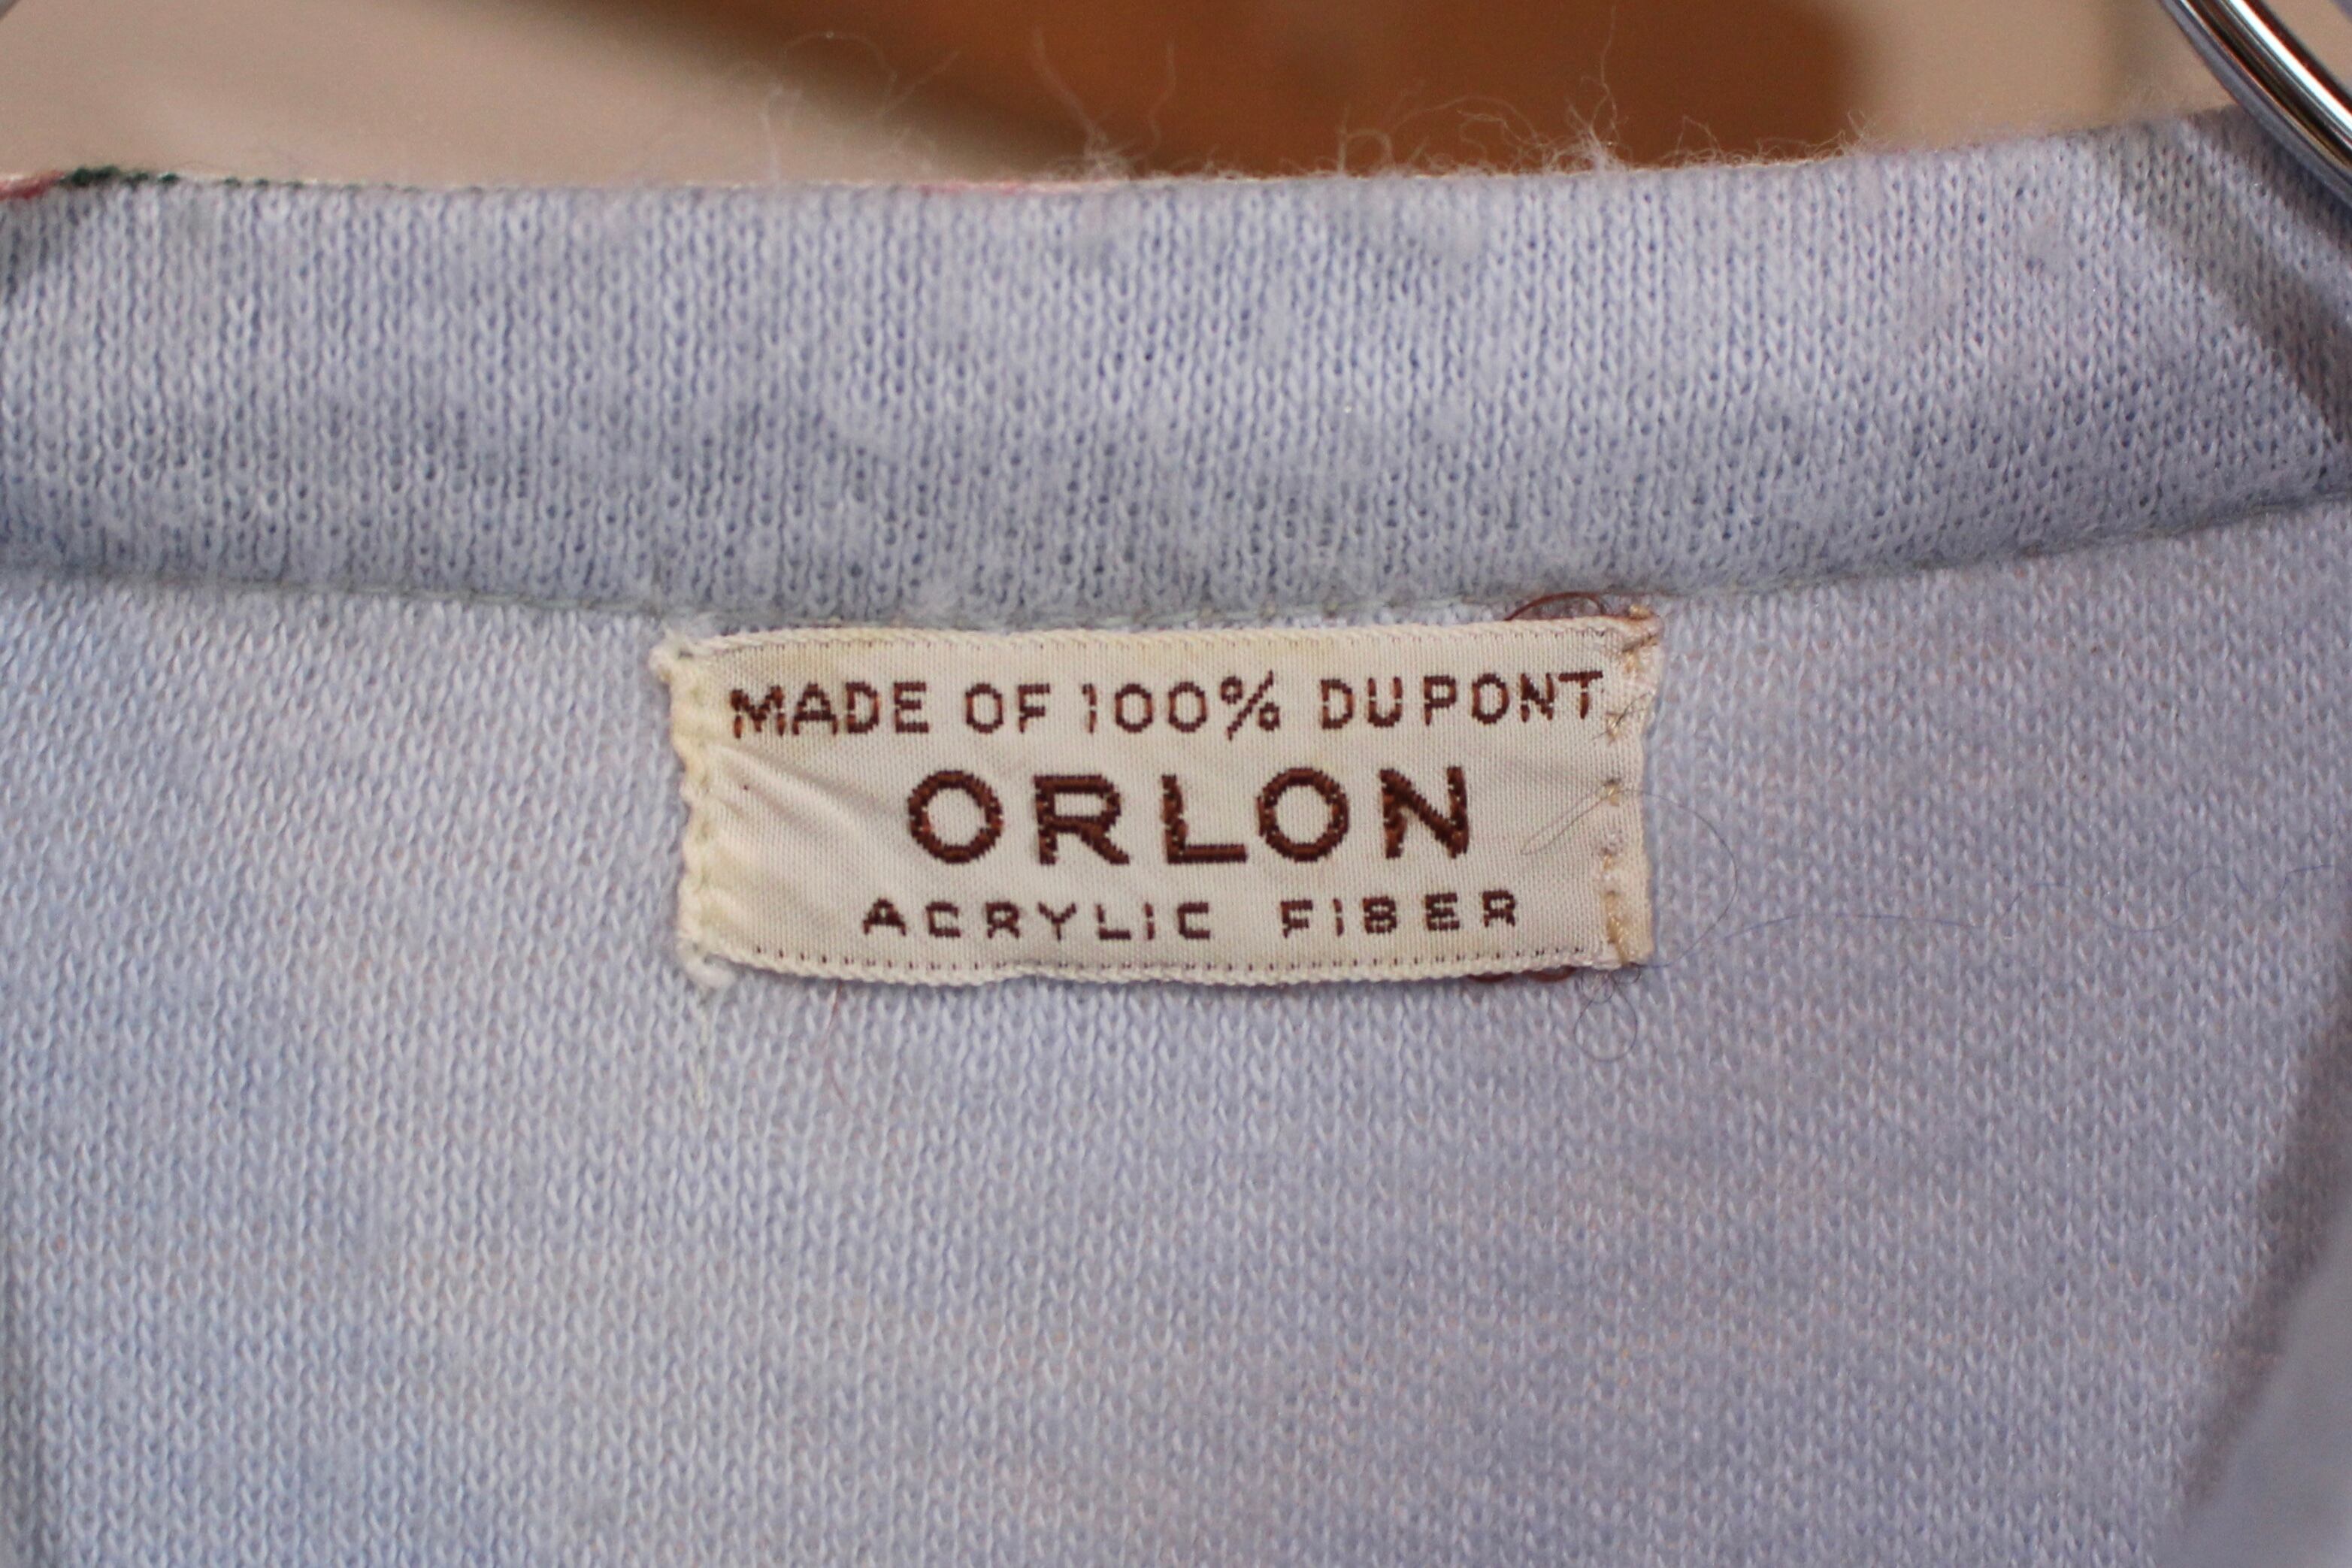 MADE OF 100% DUPONT
ORLON
ACRYLIC FIBER